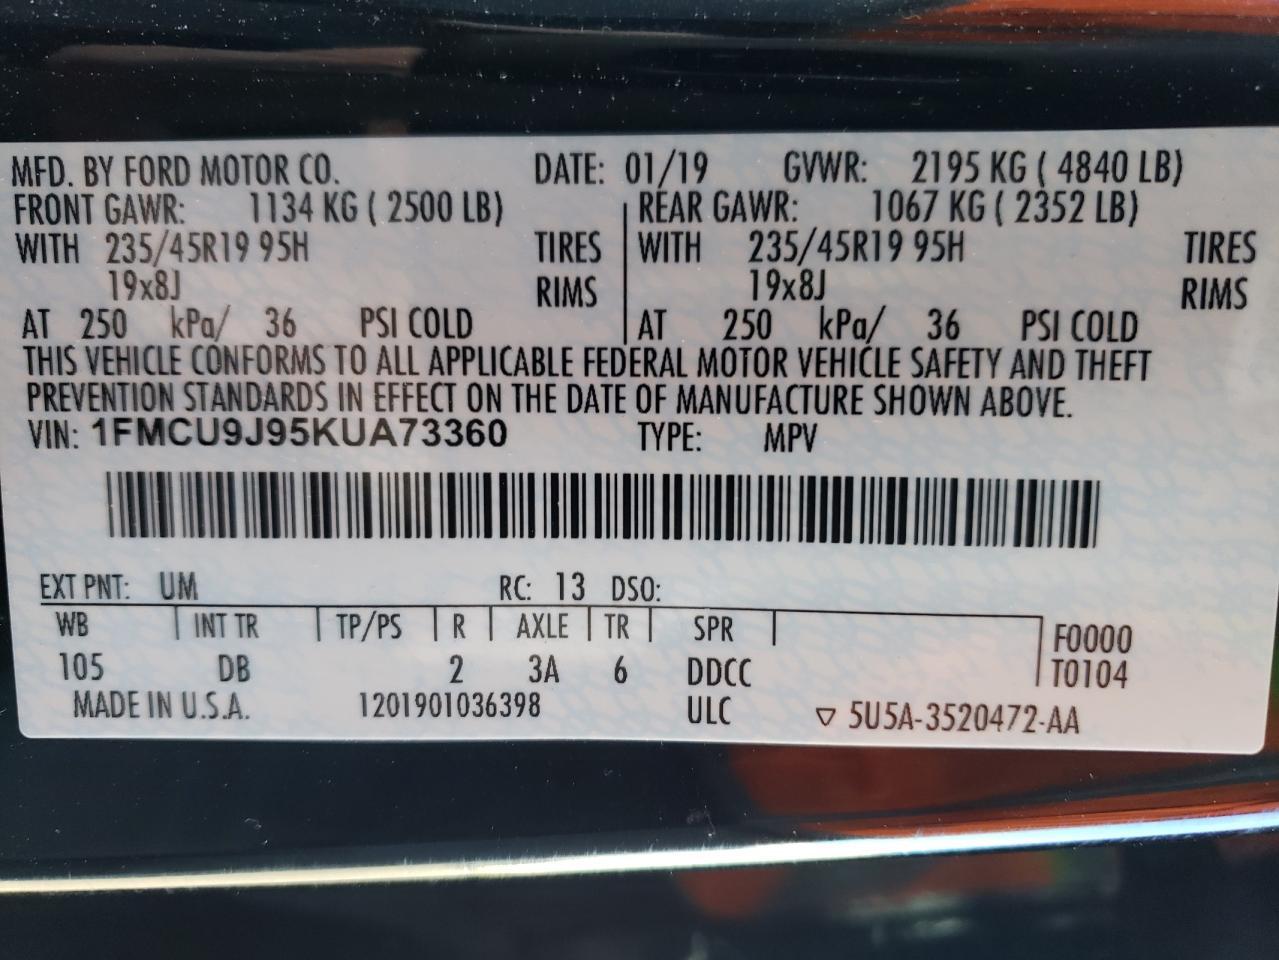 MFD. BY FORD MOTOR CO. DATE: 01/19 GVWR: 2195 KG ( 4840 LB)
FRONT GAWR: 1134 KG ( 2500 LB) REAR GAWR: 1067 KG ( 2352 LB)
WITH 235/45R19 95H TIRES WITH 235/45R19 95H TIRES
19x8J RIMS 19x8J RIMS
AT 250 kPa/ 36 PSI COLD AT 250 kPa/ 36 PSI COLD
THIS VEHICLE CONFORMS TO ALL APPLICABLE FEDERAL MOTOR VEHICLE SAFETY AND THEFT
PREVENTION STANDARDS IN EFFECT ON THE DATE OF MANUFACTURE SHOWN ABOVE.
VIN: 1FMCU9J95KUA73360 TYPE: MPV
EXT PNT: UM RC: 13 DSO:
WB INT TR TP/PS R AXLE TR SPR F0000
105 DB 2 3A 6 DDCC T0104
MADE IN U.S.A. 1201901036398 ULC ▽ 5U5A-3520472-AA